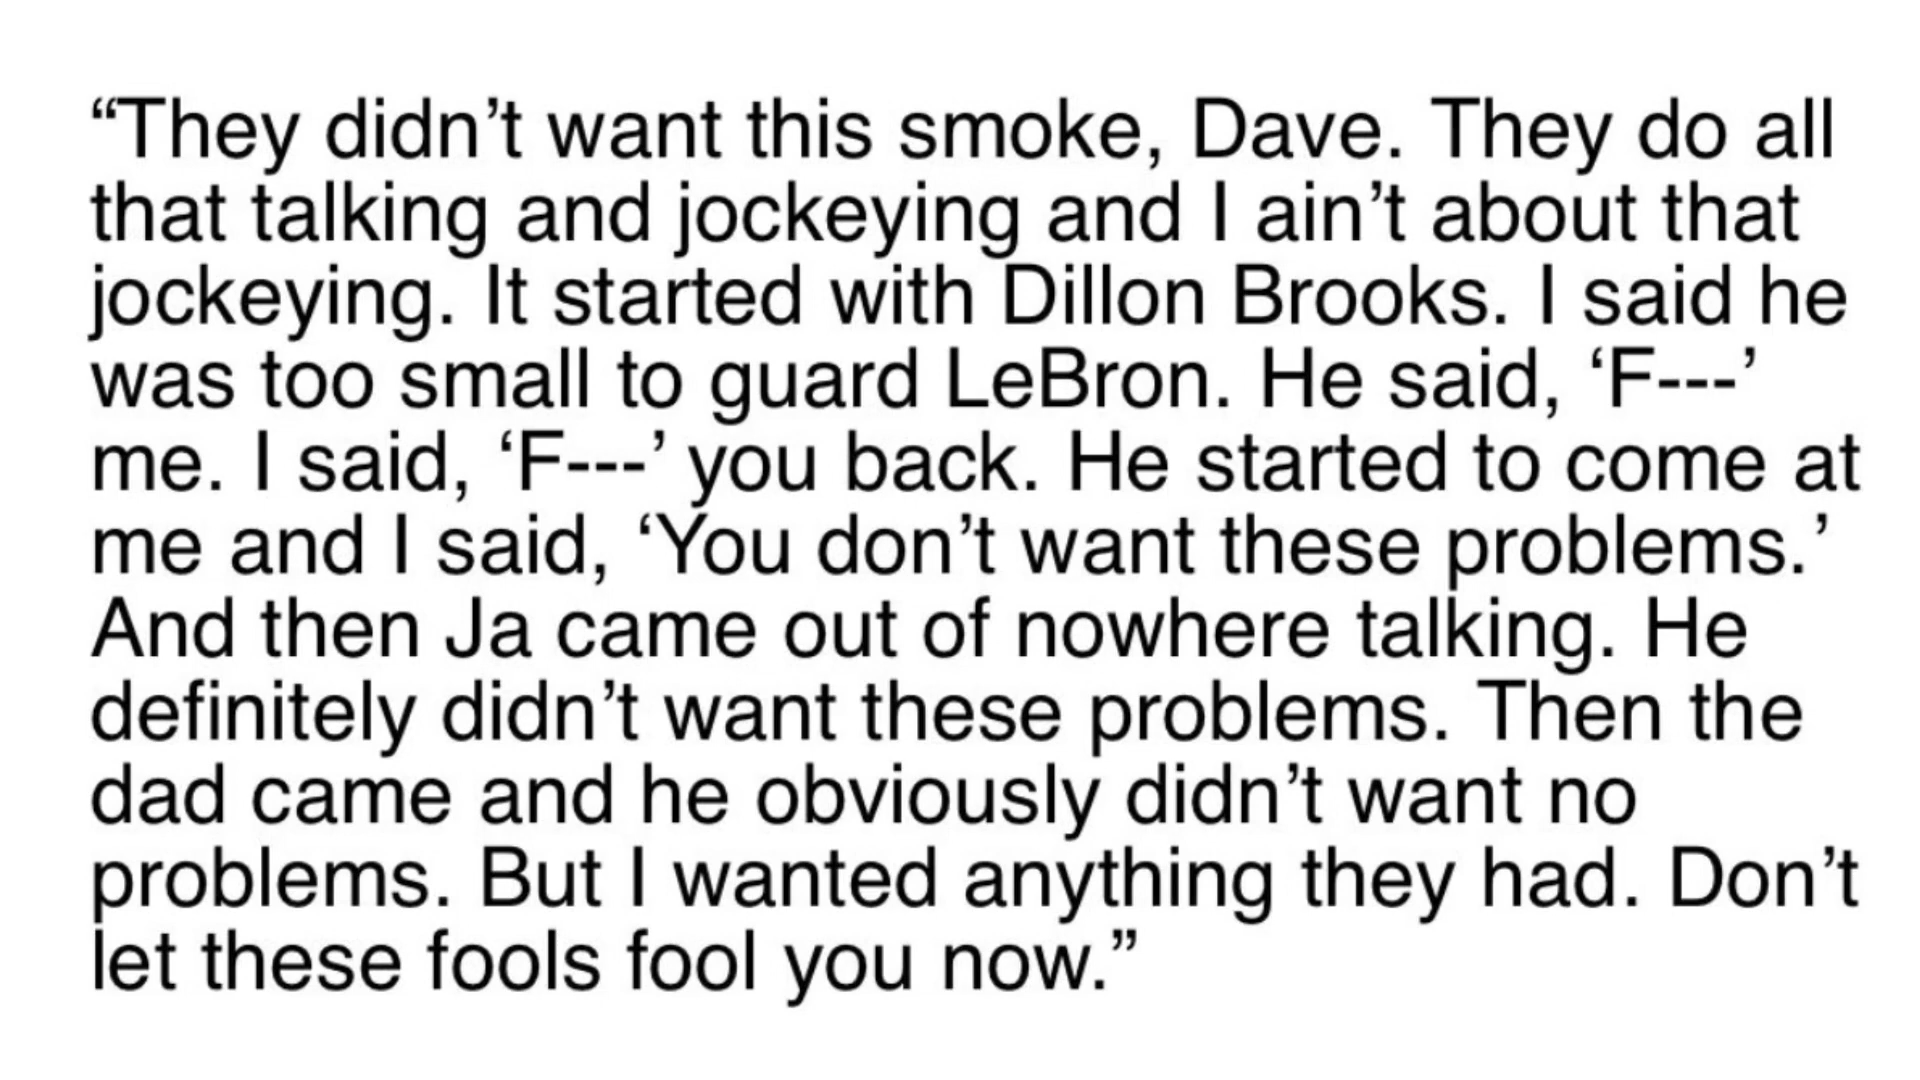 “They didn’t want this smoke, Dave. They do all
that talking and jockeying and I ain’t about that
jockeying. It started with Dillon Brooks. I said he
was too small to guard LeBron. He said, ‘F---’
me. I said, ‘F---’ you back. He started to come at
me and I said, ‘You don’t want these problems.’
And then Ja came out of nowhere talking. He
definitely didn’t want these problems. Then the
dad came and he obviously didn’t want no
problems. But I wanted anything they had. Don’t
let these fools fool you now.”